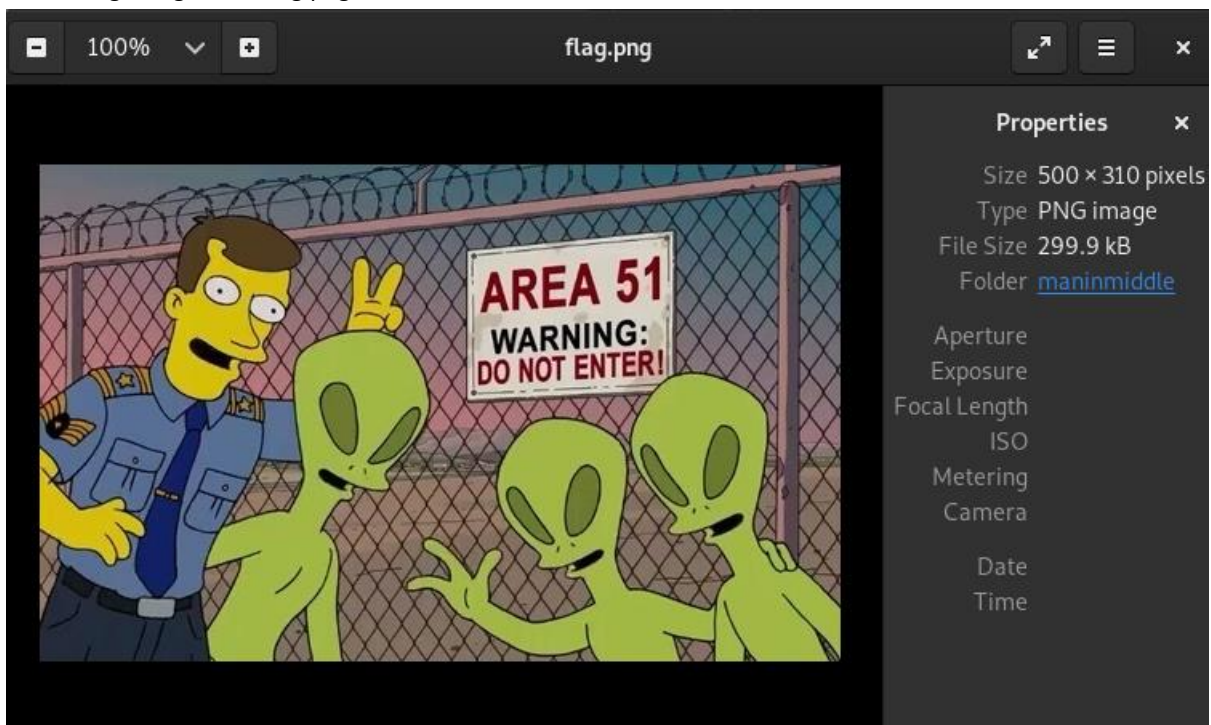 100%
flag.png
Properties
Size 500 × 310 pixels
Type PNG image
File Size 299.9 kB
Folder maninmiddle
Aperture
Exposure
Focal Length
ISO
Metering
Camera
Date
Time
AREA 51
WARNING:
DO NOT ENTER!